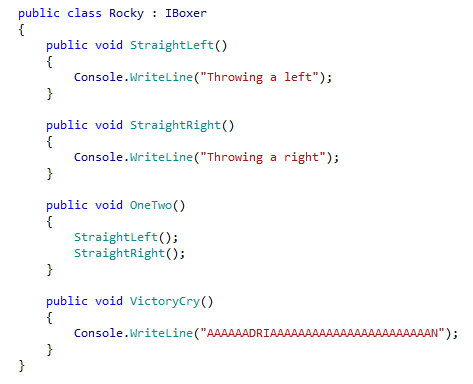 public class Rocky : IBoxer
{
    public void StraightLeft()
    {
        Console.WriteLine("Throwing a left");
    }

    public void StraightRight()
    {
        Console.WriteLine("Throwing a right");
    }

    public void OneTwo()
    {
        StraightLeft();
        StraightRight();
    }

    public void VictoryCry()
    {
        Console.WriteLine("AAAAAADRIAAAAAAAAAAAAAAAAAAAAAAAN");
    }
}